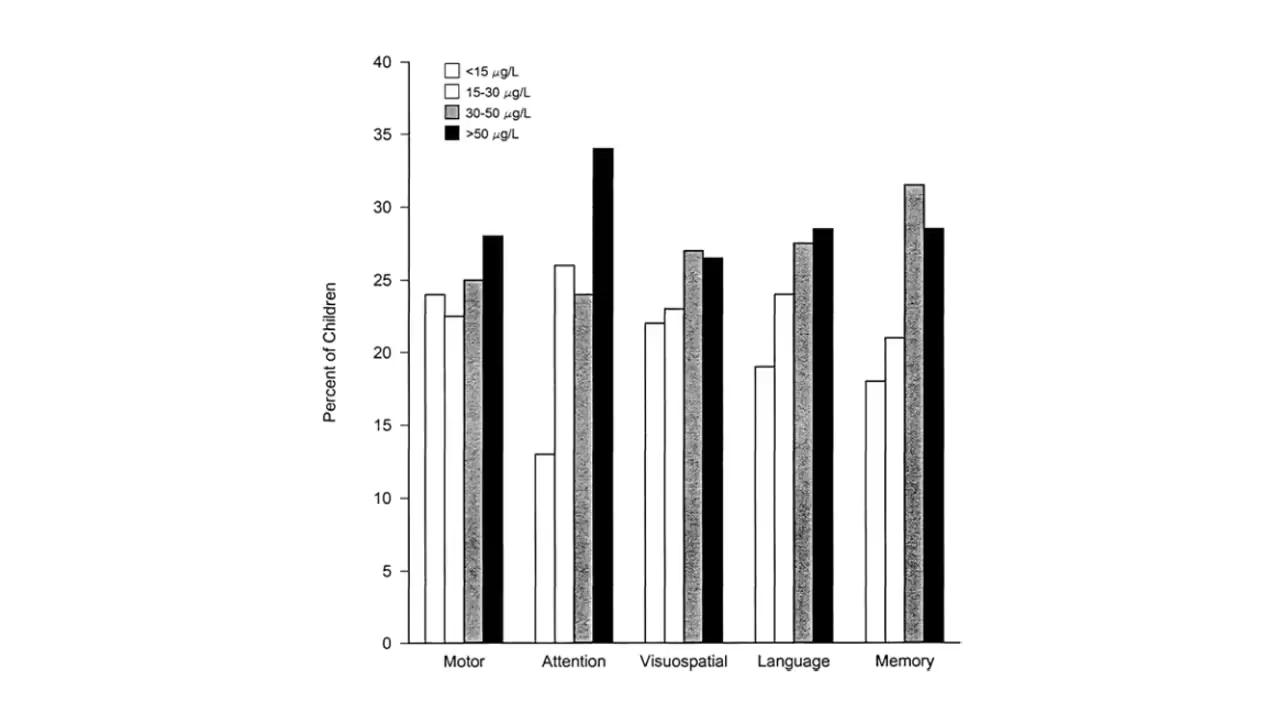 40
<15 μg/L
15-30 μg/L
30-50 μg/L
>50 μg/L
35
30
25
20
15
10
5
0
Percent of Children
Motor Attention Visuospatial Language Memory